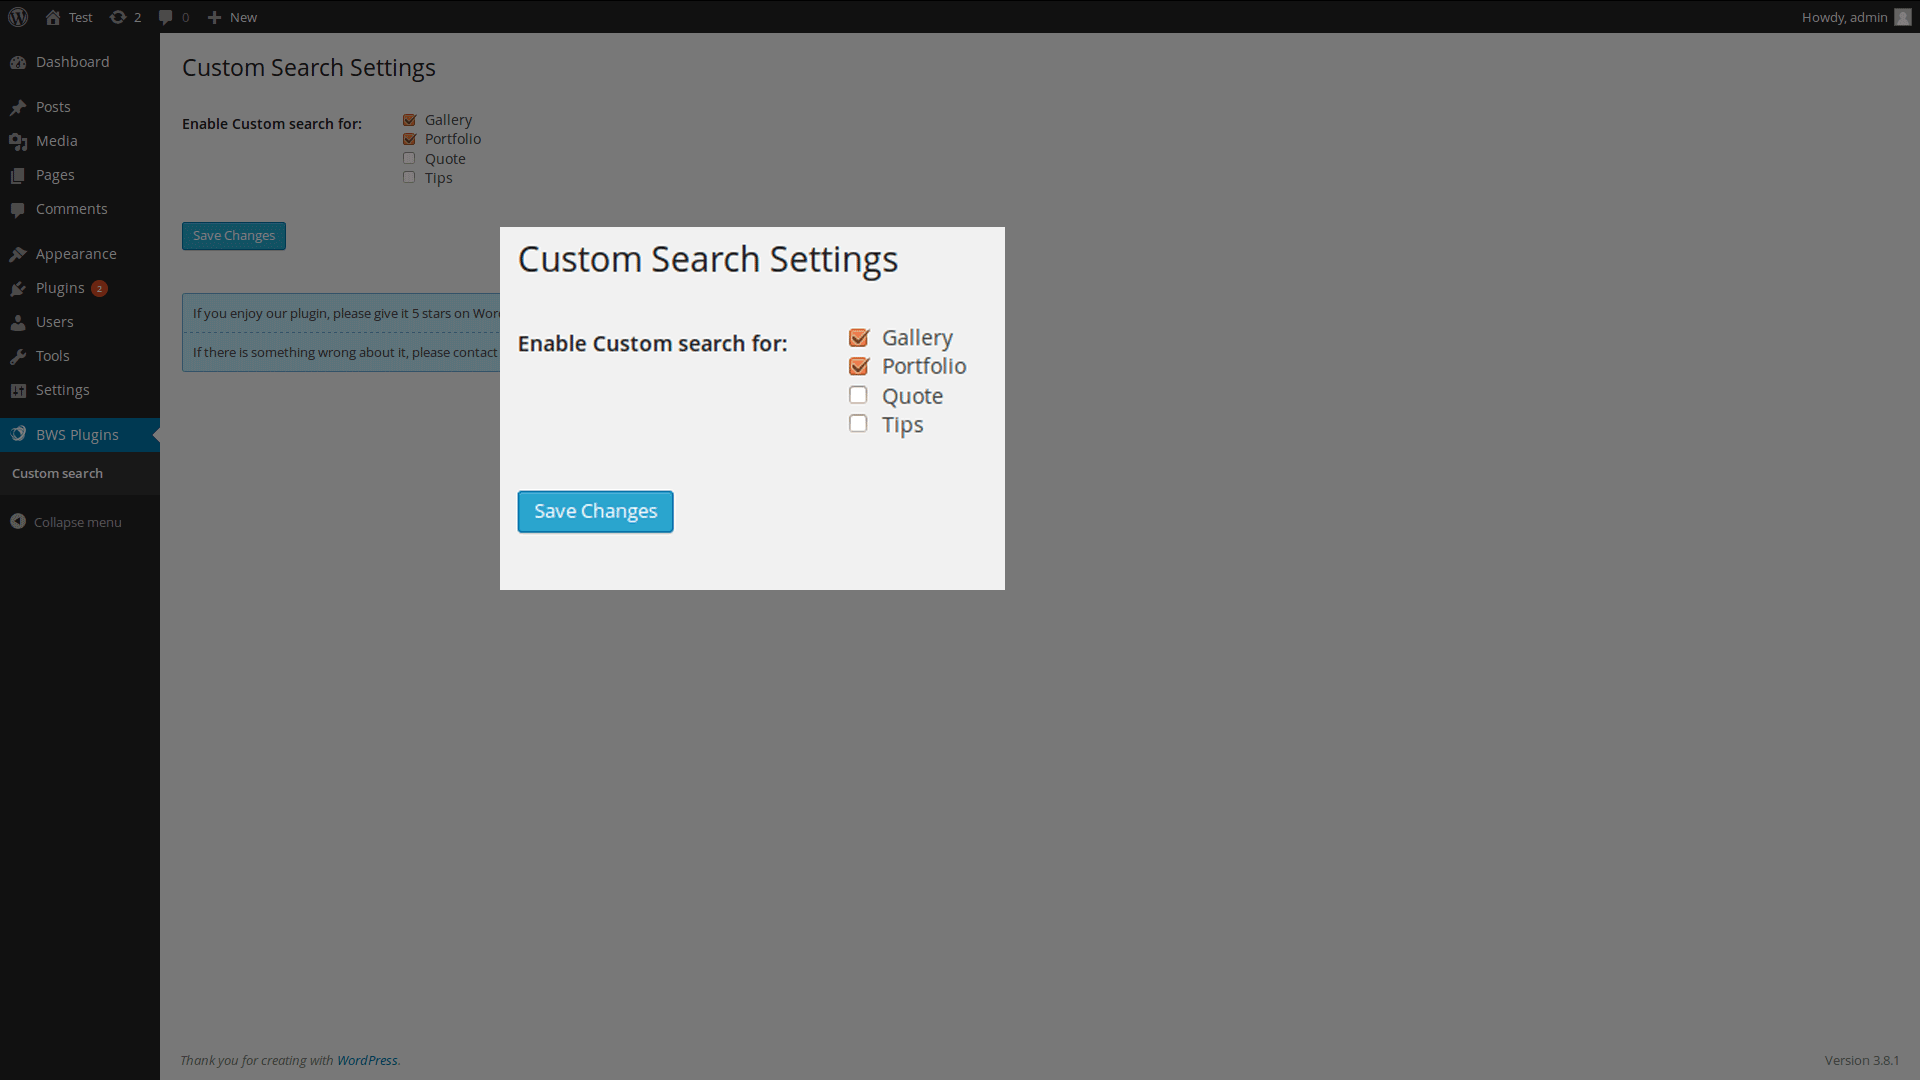 Test 2 0 New Howdy, admin
Dashboard
Posts
Media
Pages
Comments
Appearance
Plugins 2
Users
Tools
Settings
BWS Plugins
Custom search
Collapse menu
Custom Search Settings
Enable Custom search for:
Gallery
Portfolio
Quote
Tips
Save Changes
If you enjoy our plugin, please give it 5 stars on
If there is something wrong about it, please contact
Custom Search Settings
Enable Custom search for:
Gallery
Portfolio
Quote
Tips
Save Changes
Thank you for creating with WordPress.
Version 3.8.1